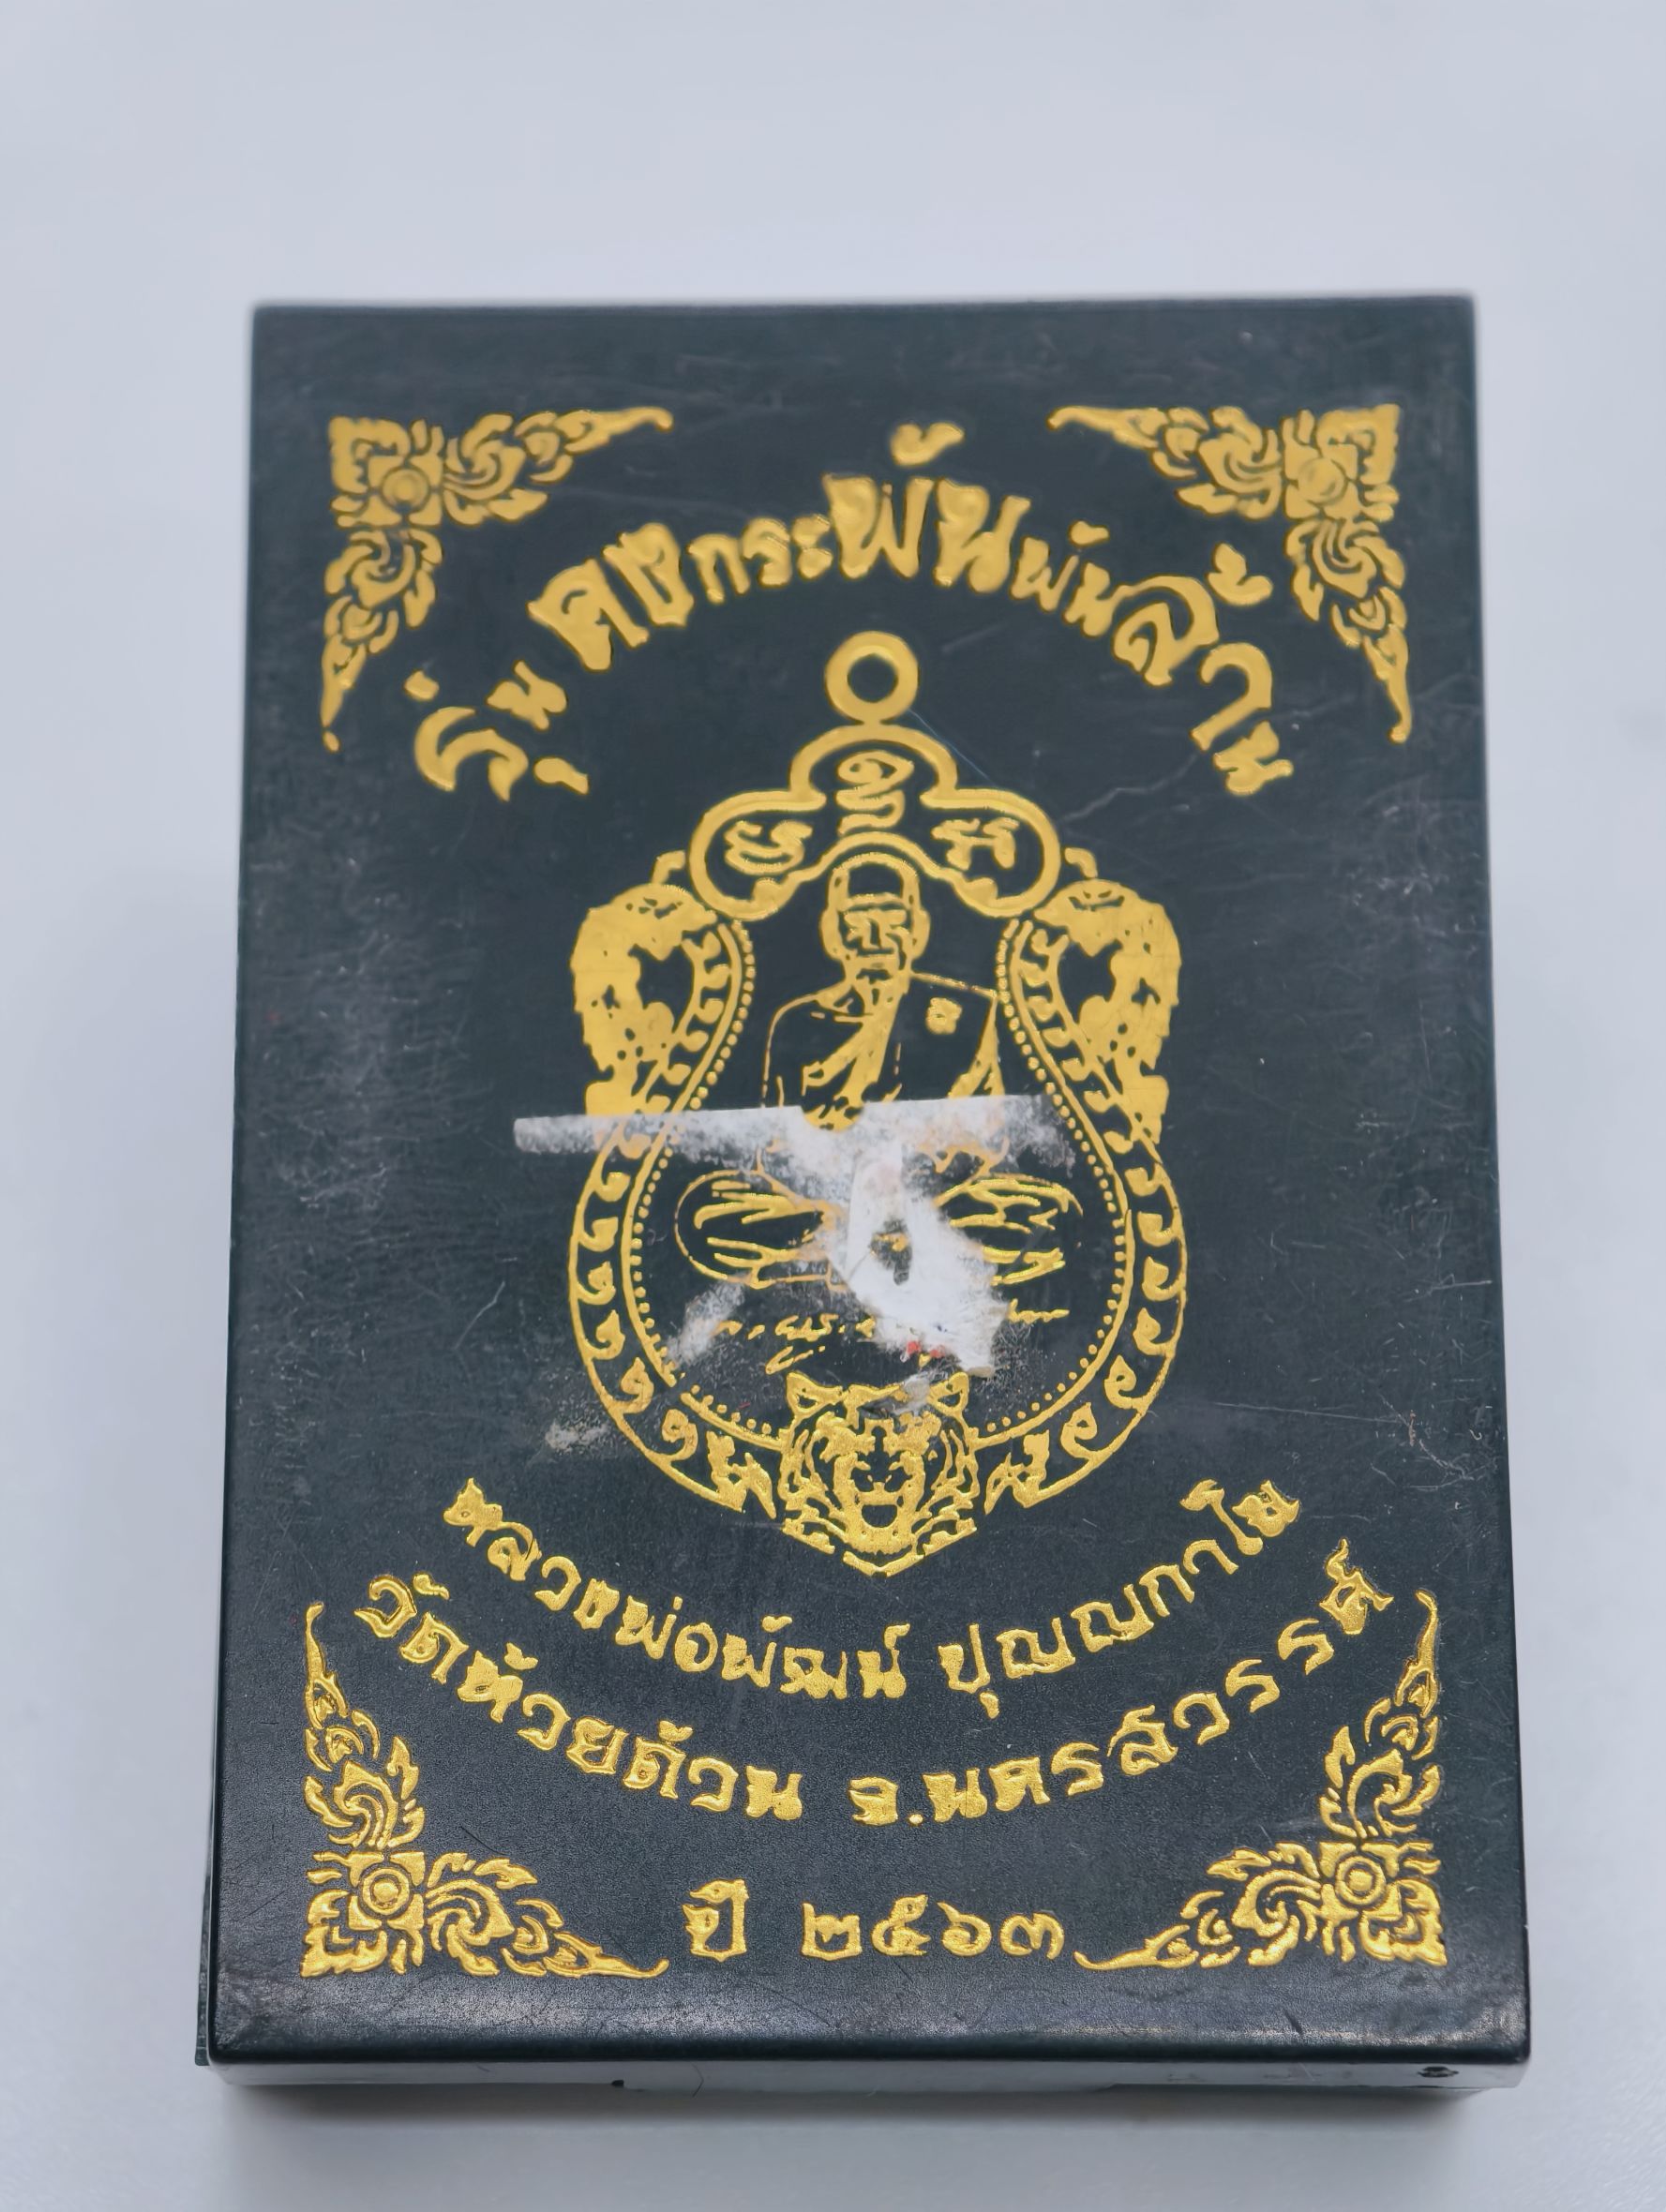 รุ่น คงกระพัน้พันล้าน
หลวงพ่อพัฒน์ ปุญญกาโม
วัดห้วยด้วน จ.นครสวรรค์
ปี ๒๕๖๓